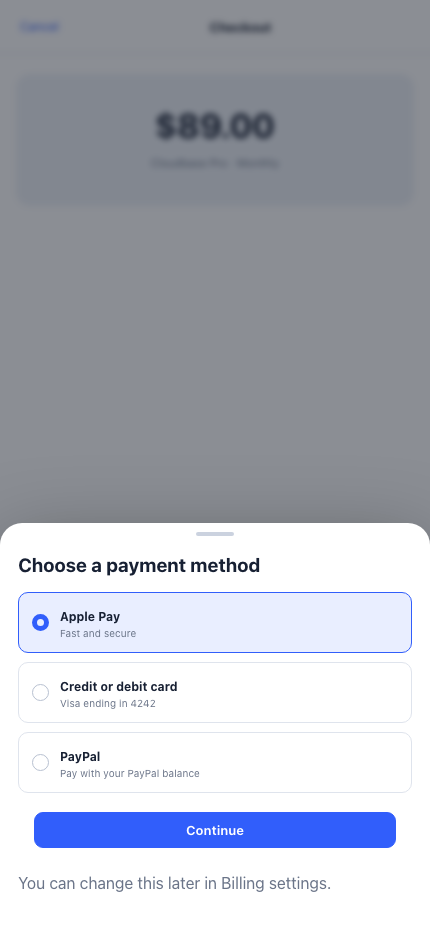 Cancel
Checkout
$89.00
Choose a payment method
Apple Pay
Fast and secure
Credit or debit card
Visa ending in 4242
PayPal
Pay with your PayPal balance
Continue
You can change this later in Billing settings.